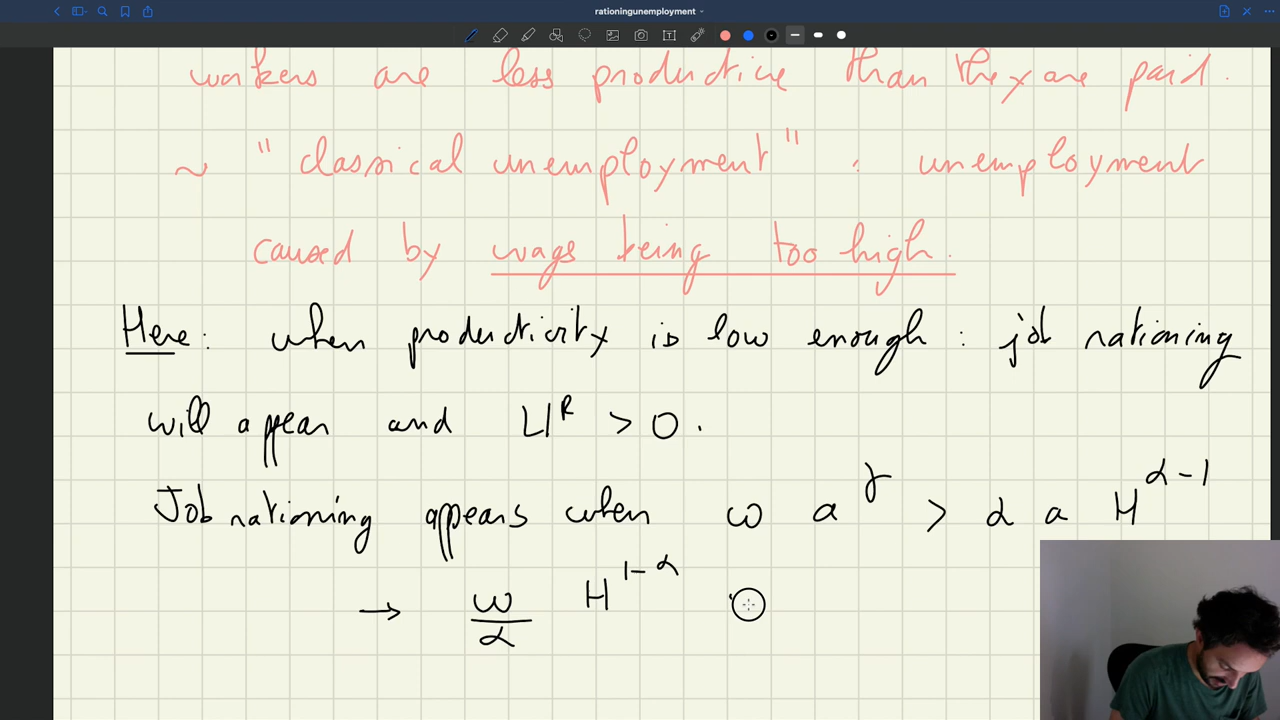 rationingunemployment
workers are less productive than they are paid.
~ "classical unemployment" : unemployment
caused by wags being too high.
Here: when productivity is low enough : job rationing
will appear and U^R > 0.
Job rationing appears when ω a^γ > α a H^{α-1}
→ ω/α H^{1-α}